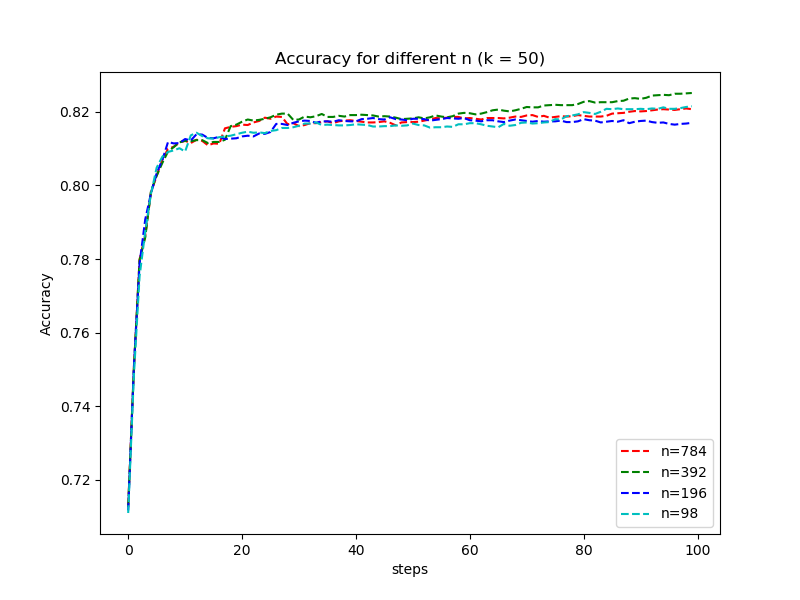 Accuracy for different n (k = 50)
Accuracy
0.82
0.80
0.78
0.76
0.74
0.72
0
20
40
60
80
100
steps
n=784
n=392
n=196
n=98